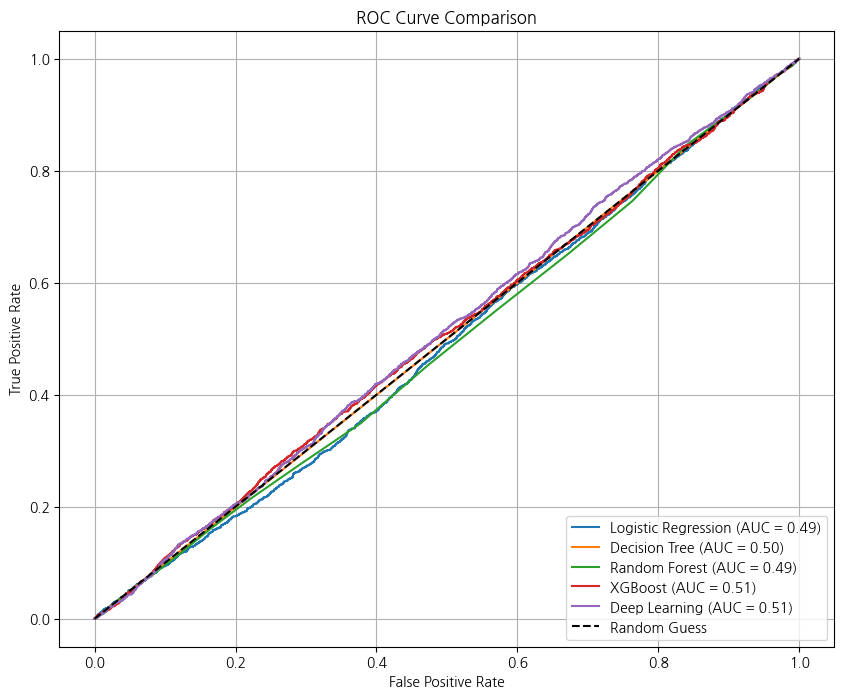 ROC Curve Comparison
True Positive Rate
1.0
0.8
0.6
0.4
0.2
0.0
0.0 0.2 0.4 0.6 0.8 1.0
False Positive Rate
Logistic Regression (AUC = 0.49)
Decision Tree (AUC = 0.50)
Random Forest (AUC = 0.49)
XGBoost (AUC = 0.51)
Deep Learning (AUC = 0.51)
Random Guess